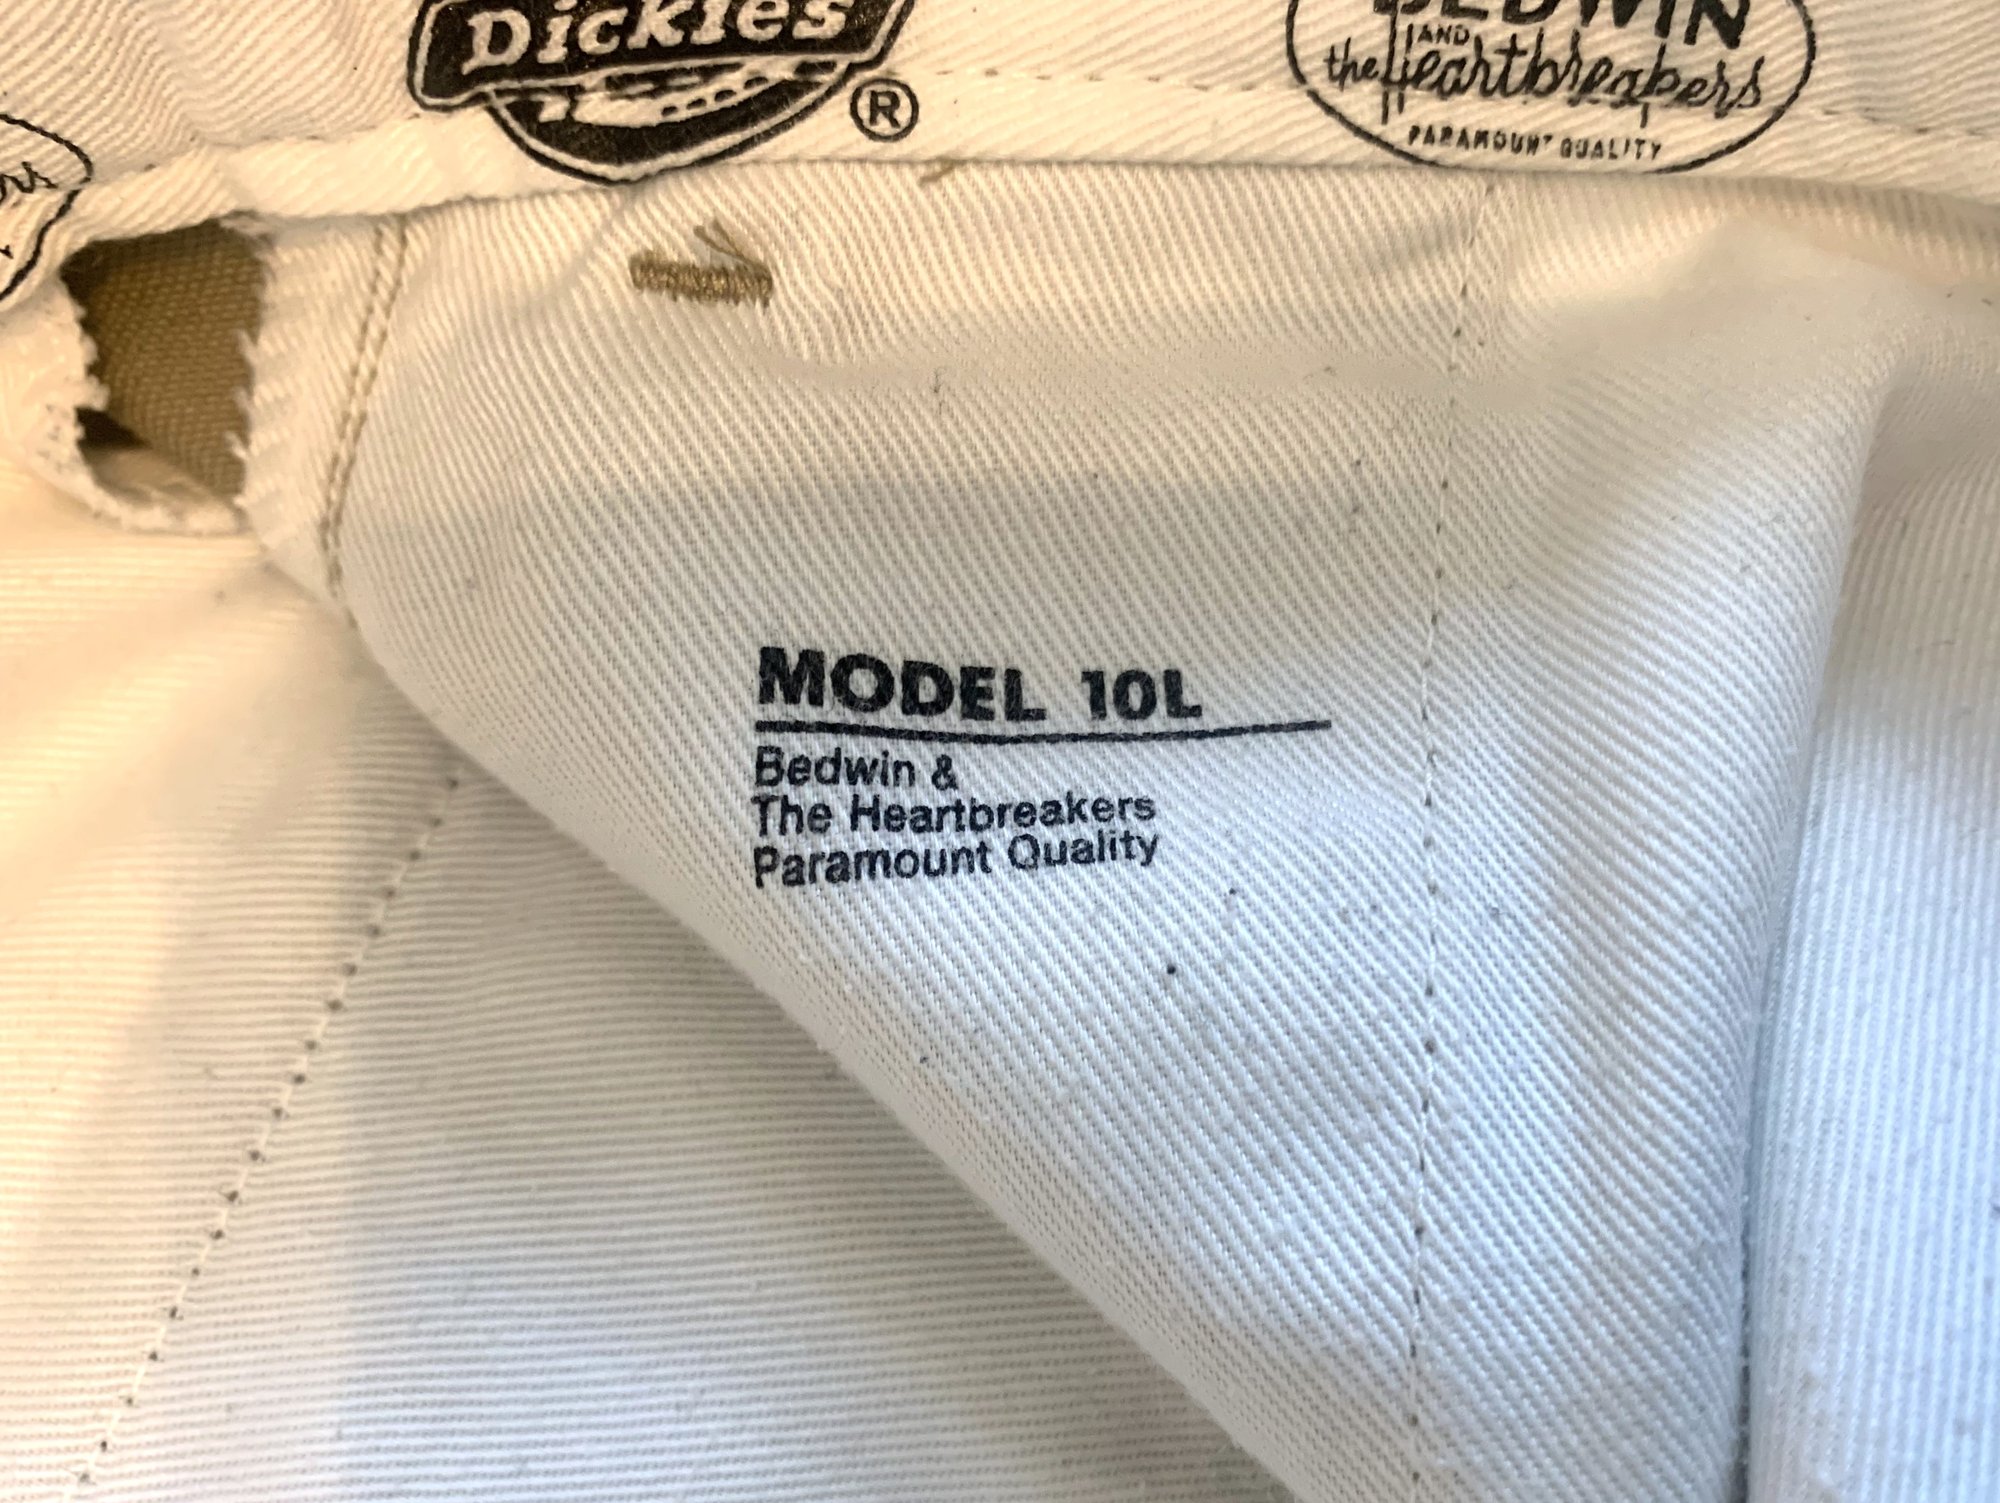 Dickies
®
BEDWIN
AND
the Heartbreakers
PARAMOUNT QUALITY
MODEL 10L
Bedwin &
The Heartbreakers
Paramount Quality